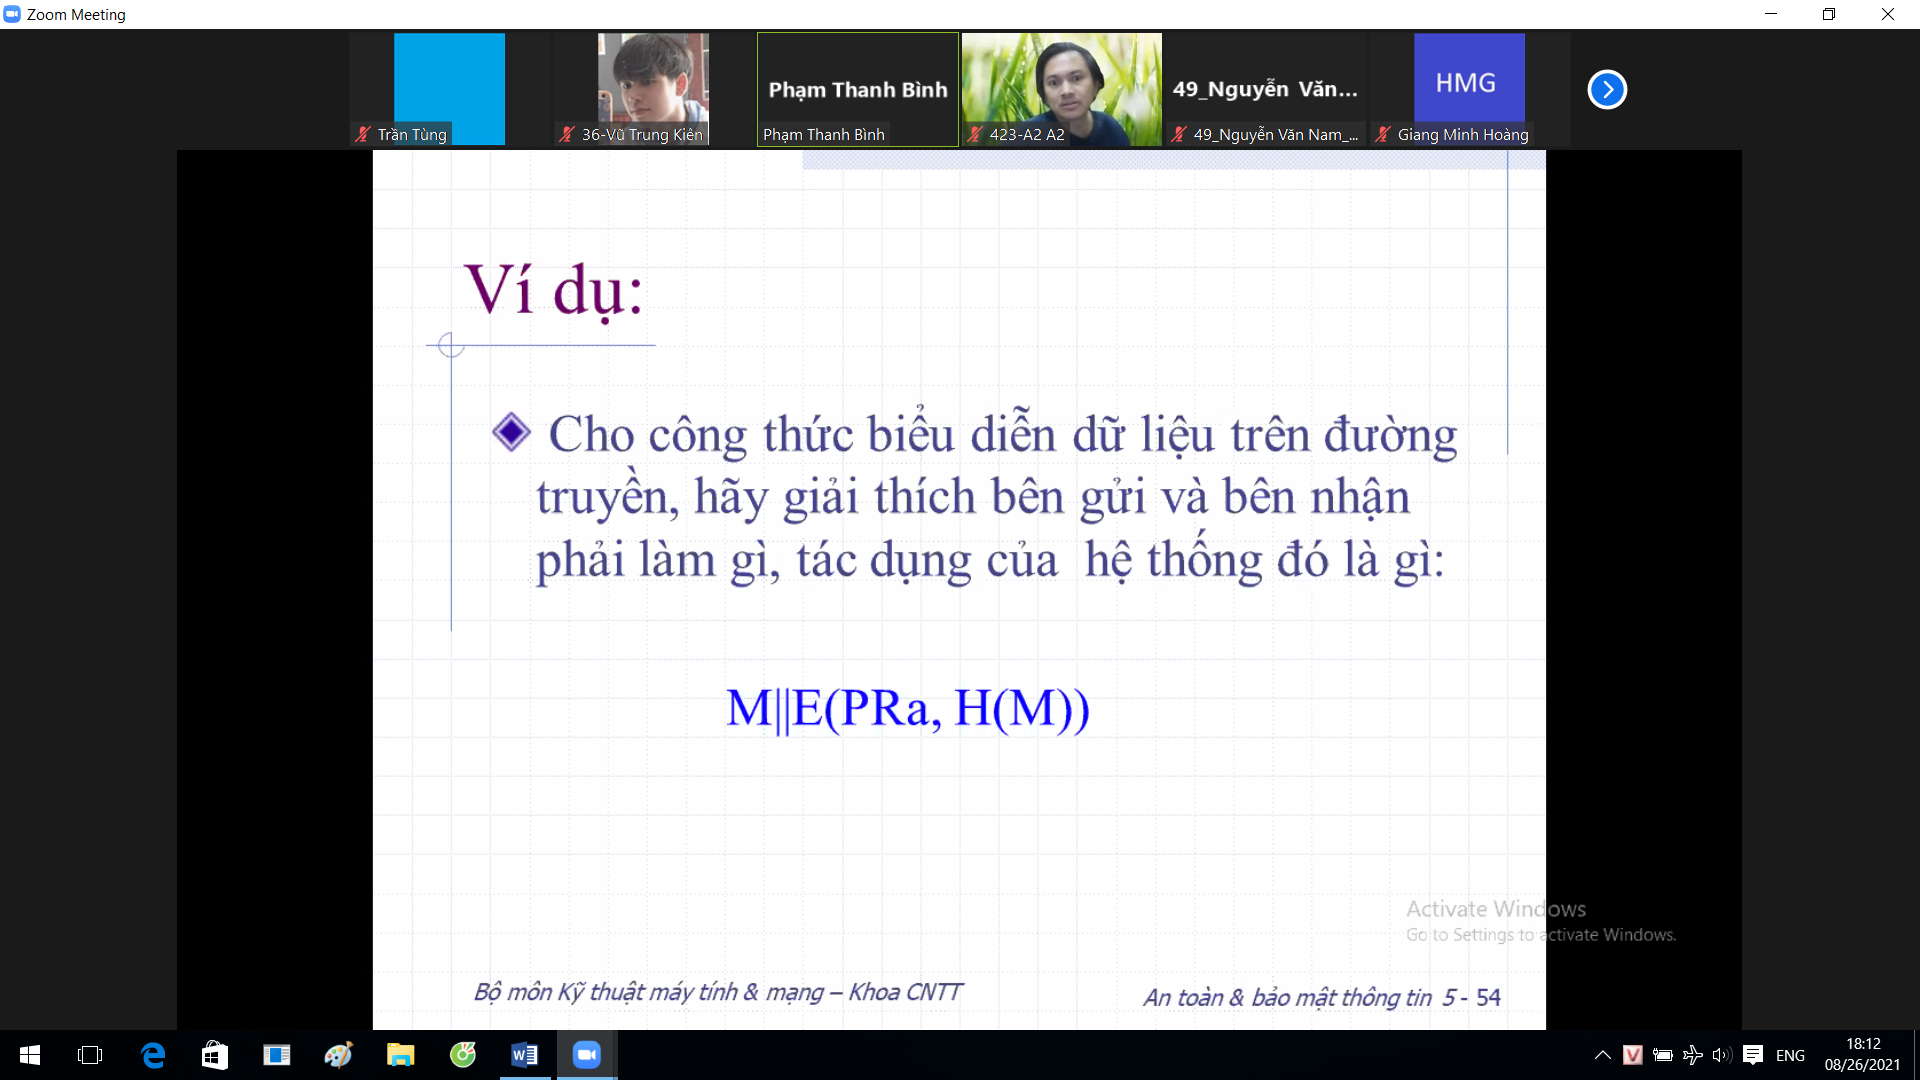 Zoom Meeting
Trần Tùng
36-Vũ Trung Kiên
Phạm Thanh Bình
Phạm Thanh Bình
423-A2 A2
49_Nguyễn Văn...
49_Nguyễn Văn Nam_...
HMG
Giang Minh Hoàng
Ví dụ:
Cho công thức biểu diễn dữ liệu trên đường
truyền, hãy giải thích bên gửi và bên nhận
phải làm gì, tác dụng của hệ thống đó là gì:
M||E(PRa, H(M))
Activate Windows
Go to Settings to activate Windows.
Bộ môn Kỹ thuật máy tính & mạng – Khoa CNTT
An toàn & bảo mật thông tin 5 - 54
ENG
18:12
08/26/2021